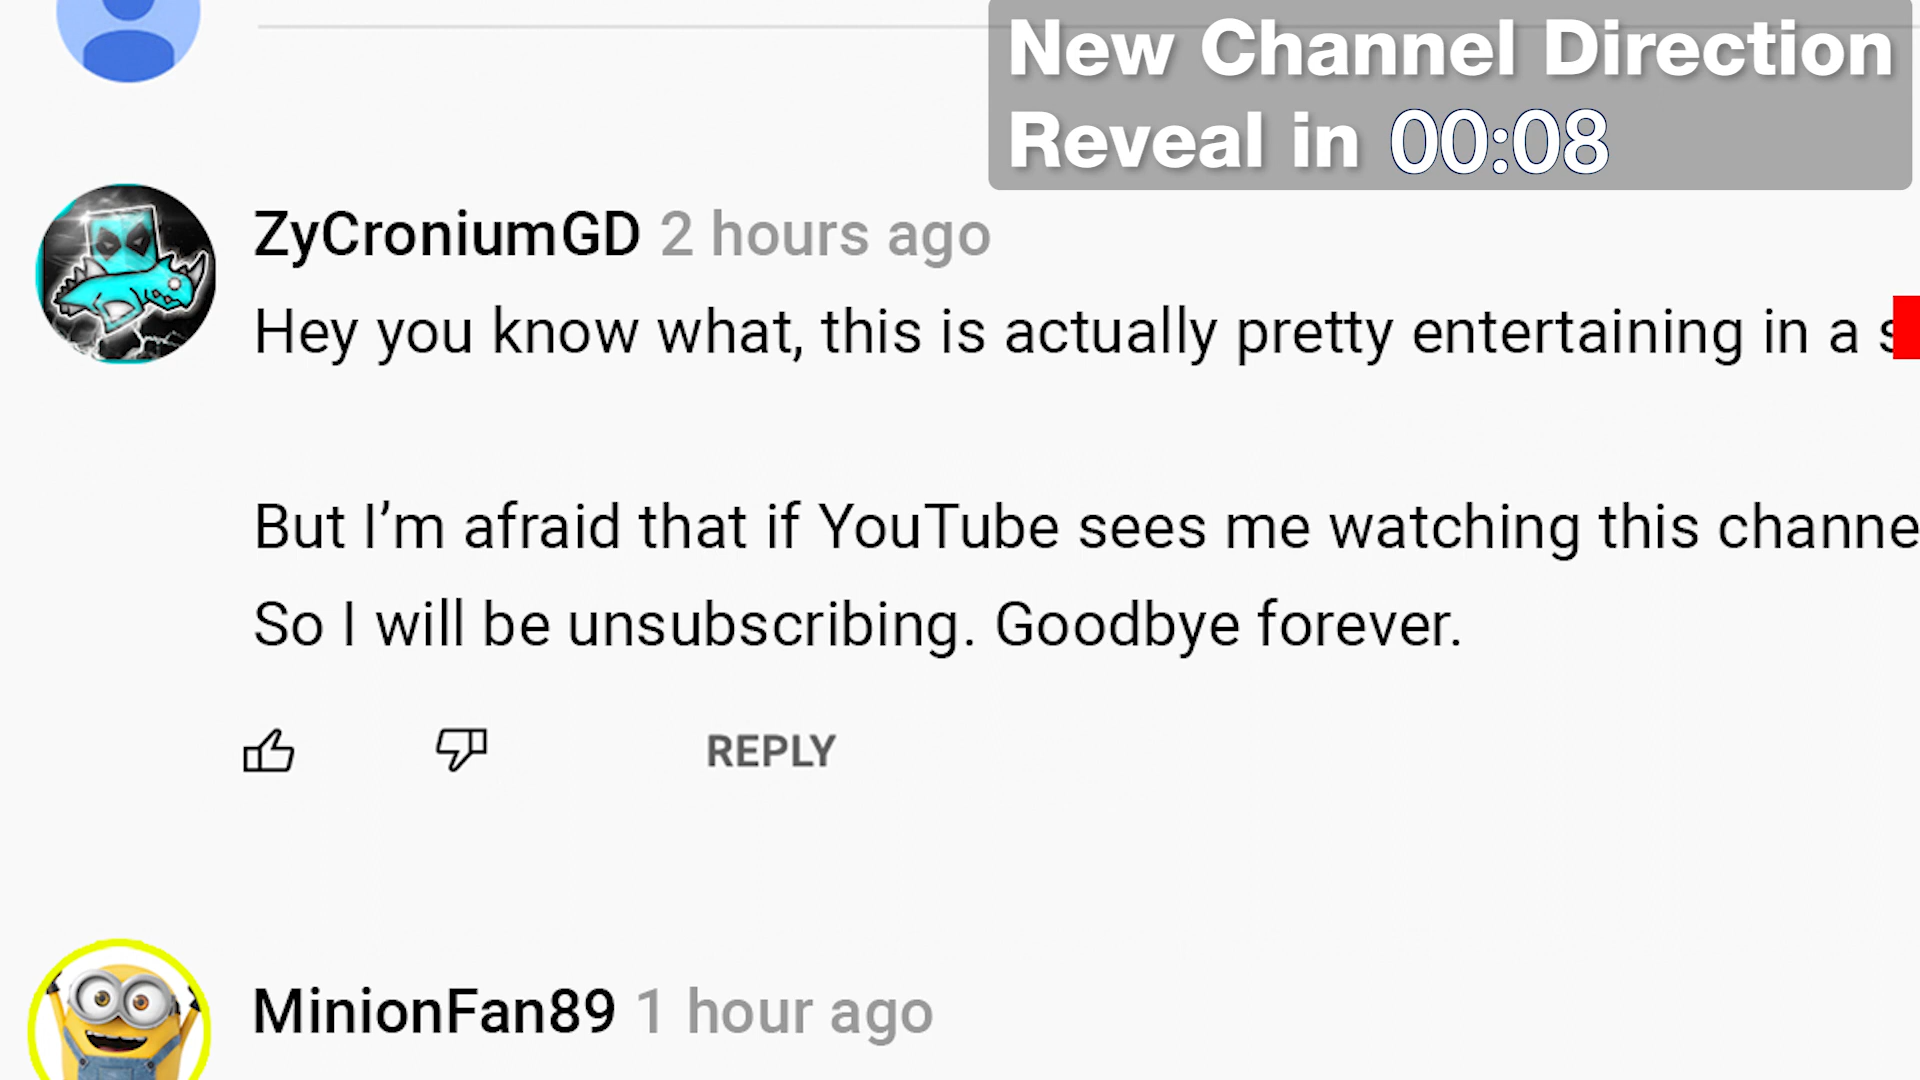 New Channel Direction
Reveal in 00:08
ZyCroniumGD 2 hours ago
Hey you know what, this is actually pretty entertaining in a
But I’m afraid that if YouTube sees me watching this channe
So I will be unsubscribing. Goodbye forever.
REPLY
MinionFan89 1 hour ago